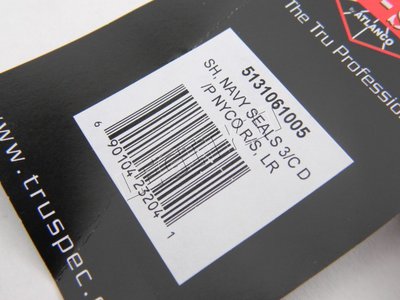 ATLANCO
The Tru Profession
5131061005
SH, NAVY SEALS 3/C D
/P NYCO R/S, LR
6 90104 23204 1
www.truspec.c